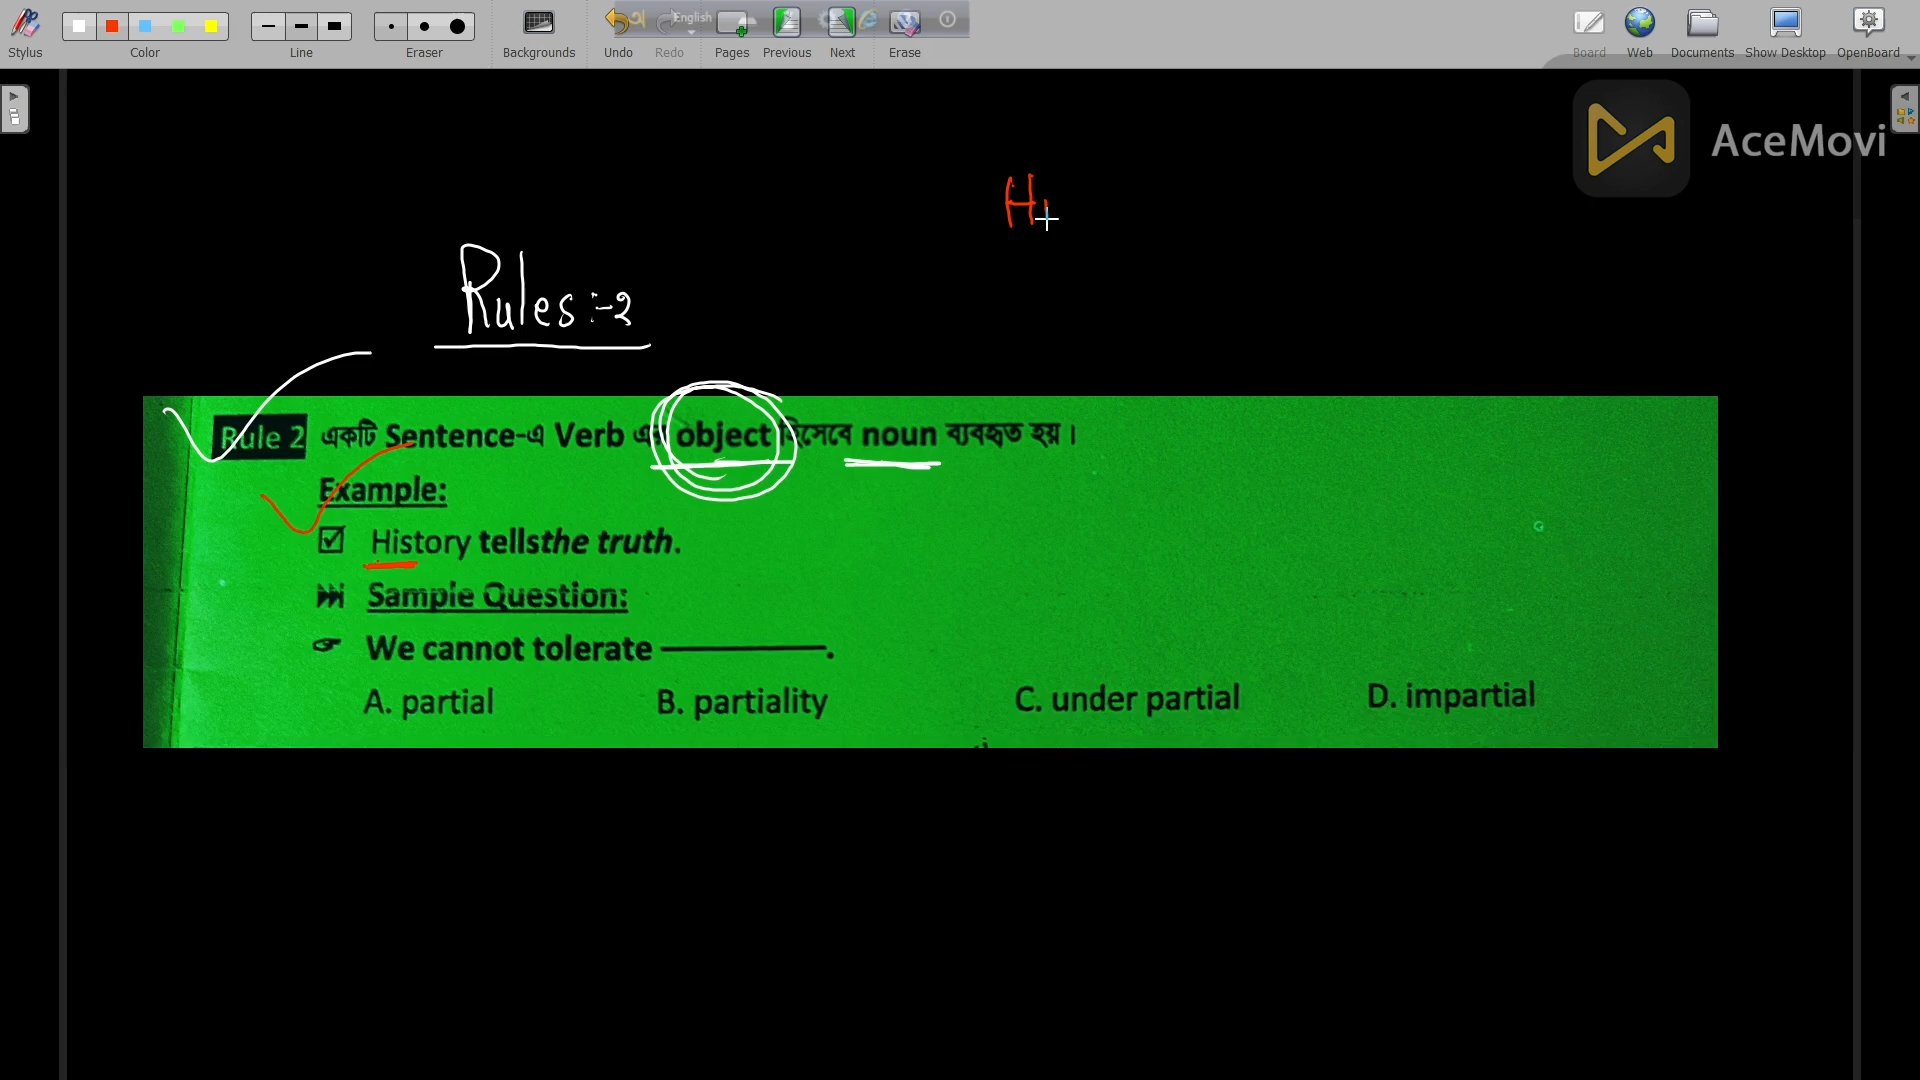 English
Stylus Color Line Eraser Backgrounds Undo Redo Pages Previous Next Erase Board Web Documents Show Desktop OpenBoard
AceMovi
H
Rules :-2
Rule 2 একটি Sentence-এ Verb এর object হিসেবে noun ব্যবহৃত হয়।
Example:
History tellsthe truth.
Sample Question:
We cannot tolerate ————.
A. partial B. partiality C. under partial D. impartial